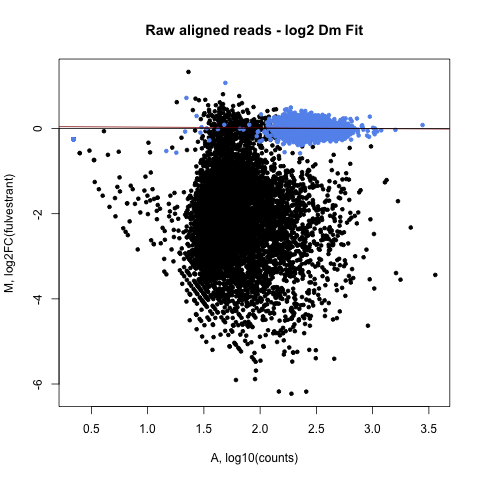 Raw aligned reads - log2 Dm Fit
M, log2FC(fulvestrant)
0
-2
-4
-6
0.5 1.0 1.5 2.0 2.5 3.0 3.5
A, log10(counts)